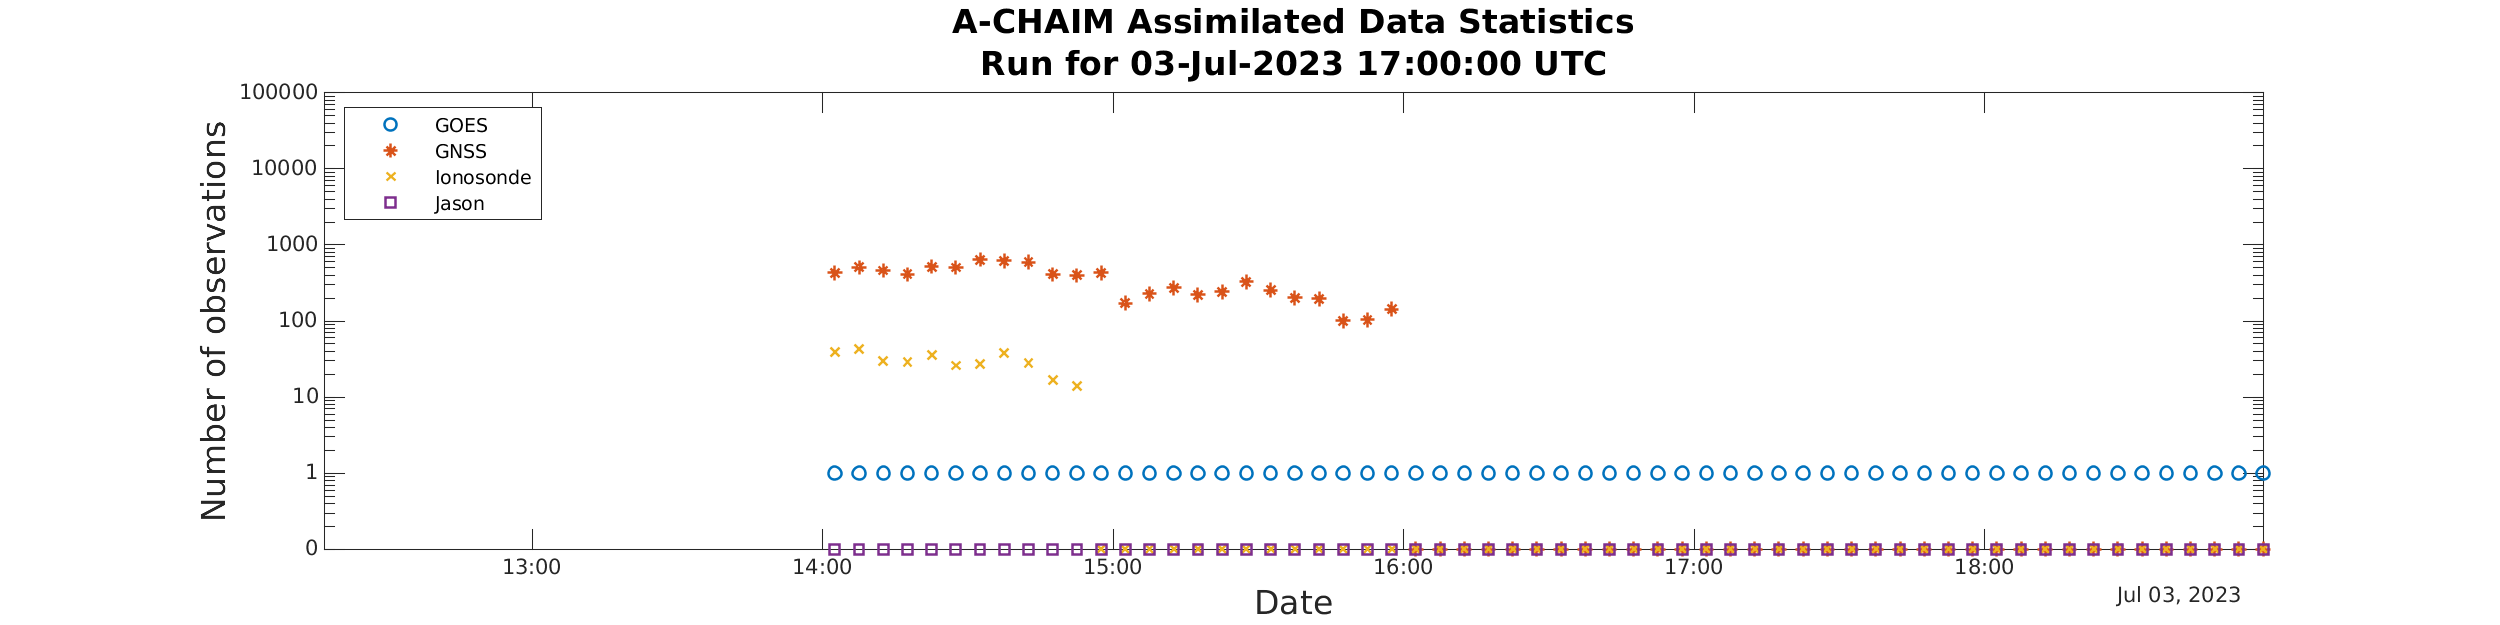 A-CHAIM Assimilated Data Statistics
Run for 03-Jul-2023 17:00:00 UTC
Number of observations
100000
10000
1000
100
10
1
0
GOES
GNSS
Ionosonde
Jason
13:00 14:00 15:00 16:00 17:00 18:00
Date
Jul 03, 2023